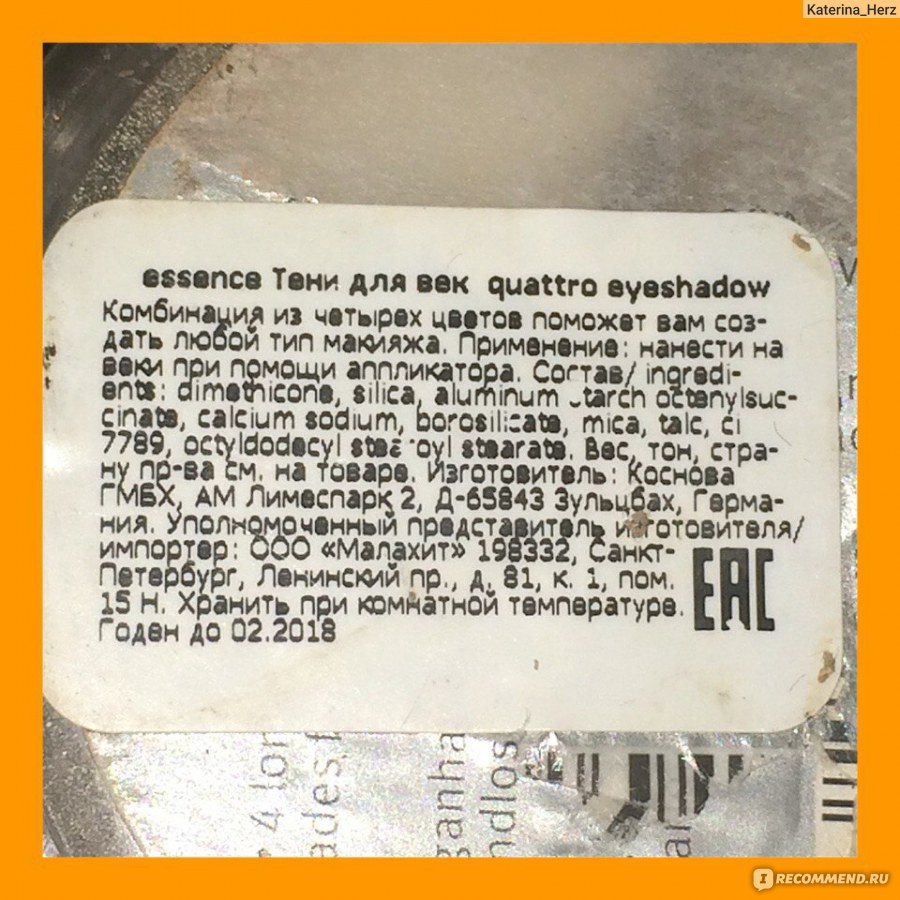 Katerina_Herz
essence Тени для век quattro eyeshadow
Комбинация из четырех цветов поможет вам соз-
дать любой тип макияжа. Применение: нанести на
веки при помощи аппликатора. Состав/ ingredi-
ents: dimethicone, silica, aluminum starch octenylsuc-
cinate, calcium sodium, borosilicate, mica, talc, ci
7789, octyldodecyl stearoyl stearate. Вес, тон, стра-
ну пр-ва см. на товаре. Изготовитель: Коснова
ГМБХ, АМ Лимеспарк 2, Д-65843 Зульцбах, Герма-
ния. Уполномоченный представитель изготовителя/
импортер: ООО «Малахит» 198332, Санкт-
Петербург, Ленинский пр., д. 81, к. 1, пом.
15 Н. Хранить при комнатной температуре.
Годен до 02.2018
EAC
IRECOMMEND.RU